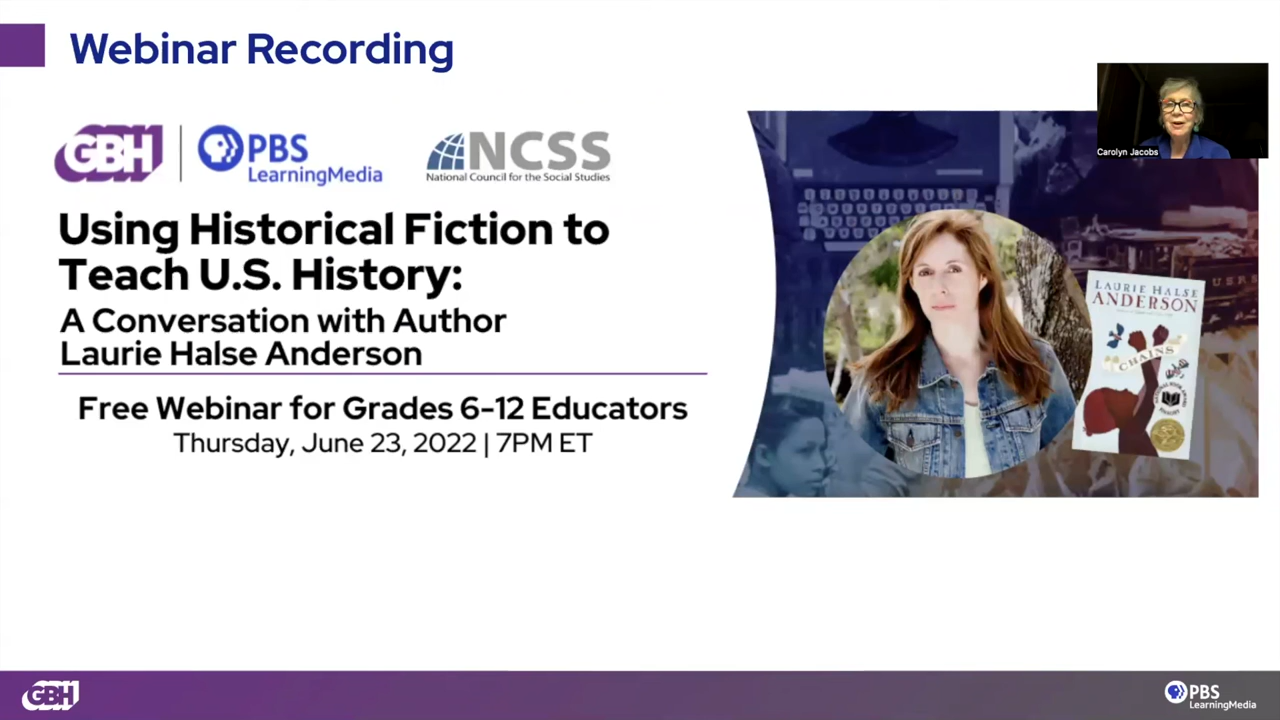 Webinar Recording
Carolyn Jacobs
GBH
PBS
LearningMedia
NCSS
National Council for the Social Studies
Using Historical Fiction to
Teach U.S. History:
A Conversation with Author
Laurie Halse Anderson
Free Webinar for Grades 6-12 Educators
Thursday, June 23, 2022 | 7PM ET
LAURIE HALSE
ANDERSON
CHAINS
GBH
PBS
LearningMedia